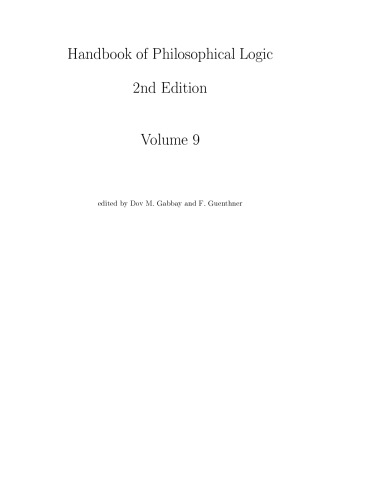 Handbook of Philosophical Logic
2nd Edition
Volume 9
edited by Dov M. Gabbay and F. Guenthner